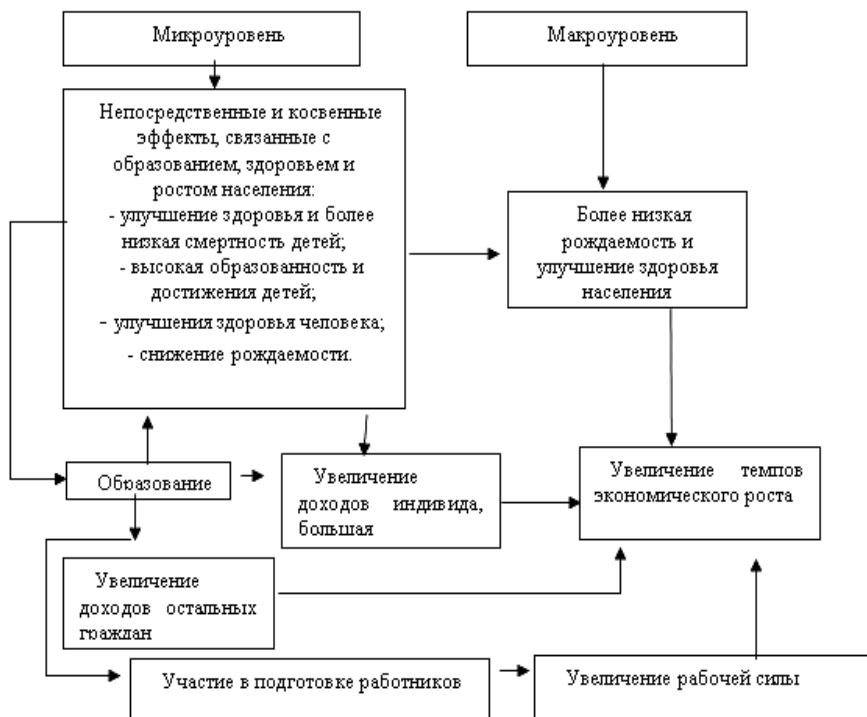 Микроуровень
Макроуровень
Непосредственные и косвенные
эффекты, связанные с
образованием, здоровьем и
ростом населения:
- улучшение здоровья и более
низкая смертность детей;
- высокая образованность и
достижения детей;
- улучшения здоровья человека;
- снижение рождаемости.
Более низкая
рождаемость и
улучшение здоровья
населения
Образование
Увеличение
доходов индивида,
большая
Увеличение темпов
экономического роста
Увеличение
доходов остальных
граждан
Участие в подготовке работников
Увеличение рабочей силы